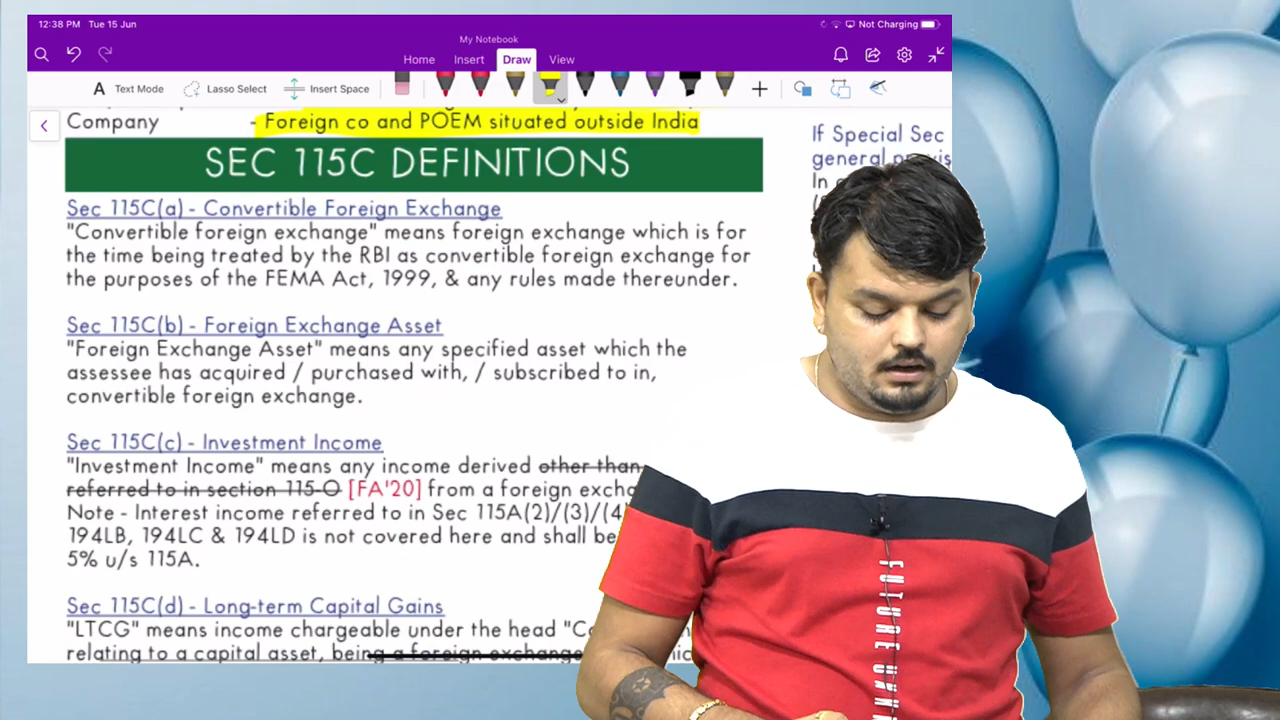 12:38 PM Tue 15 Jun
Not Charging
My Notebook
Home Insert Draw View
Text Mode Lasso Select Insert Space
Company - Foreign co and POEM situated outside India
SEC 115C DEFINITIONS
Sec 115C(a) - Convertible Foreign Exchange
"Convertible foreign exchange" means foreign exchange which is for
the time being treated by the RBI as convertible foreign exchange for
the purposes of the FEMA Act, 1999, & any rules made thereunder.
Sec 115C(b) - Foreign Exchange Asset
"Foreign Exchange Asset" means any specified asset which the
assessee has acquired / purchased with, / subscribed to in,
convertible foreign exchange.
Sec 115C(c) - Investment Income
"Investment Income" means any income derived other than
referred to in section 115-O [FA'20] from a foreign
Note - Interest income referred to in Sec 115A(2)/(3)/(4)
194LB, 194LC & 194LD is not covered here and shall be
5% u/s 115A.
Sec 115C(d) - Long-term Capital Gains
"LTCG" means income chargeable under the head
relating to a capital asset, being a foreign exchange
If Special Sec
general
In
FUTURE